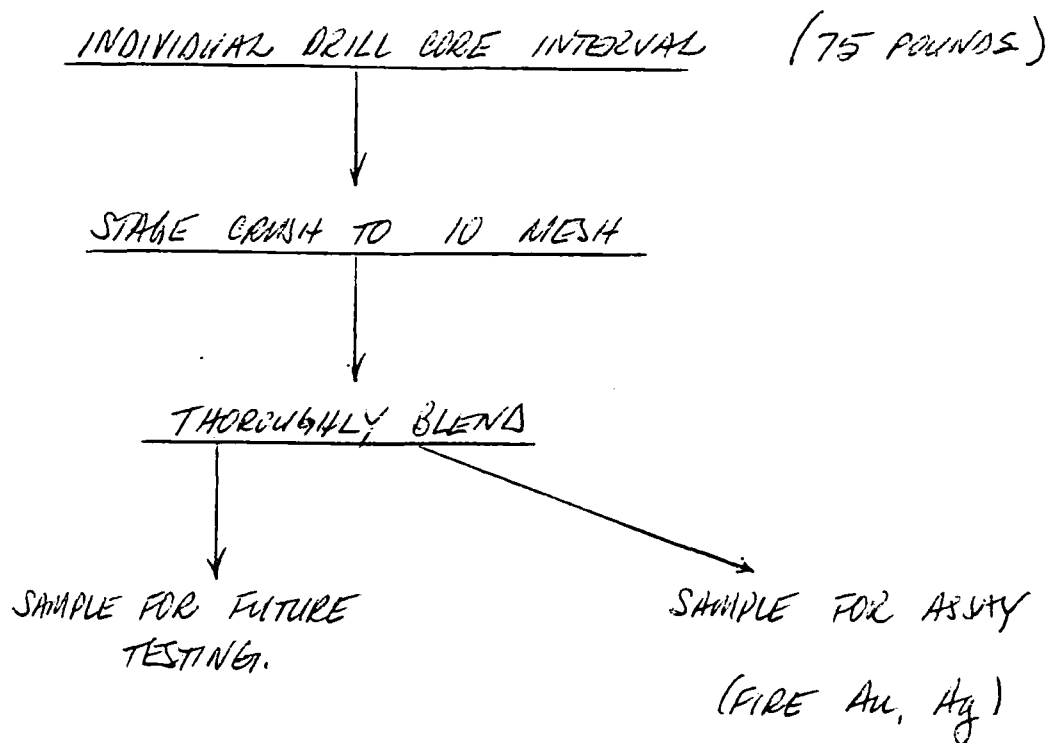 INDIVIDUAL DRILL CORE INTERVAL (75 POUNDS)
STAGE CRUSH TO 10 MESH
THOROUGHLY BLEND
SAMPLE FOR FUTURE
TESTING.
SAMPLE FOR ASSAY
(FIRE Au, Ag)